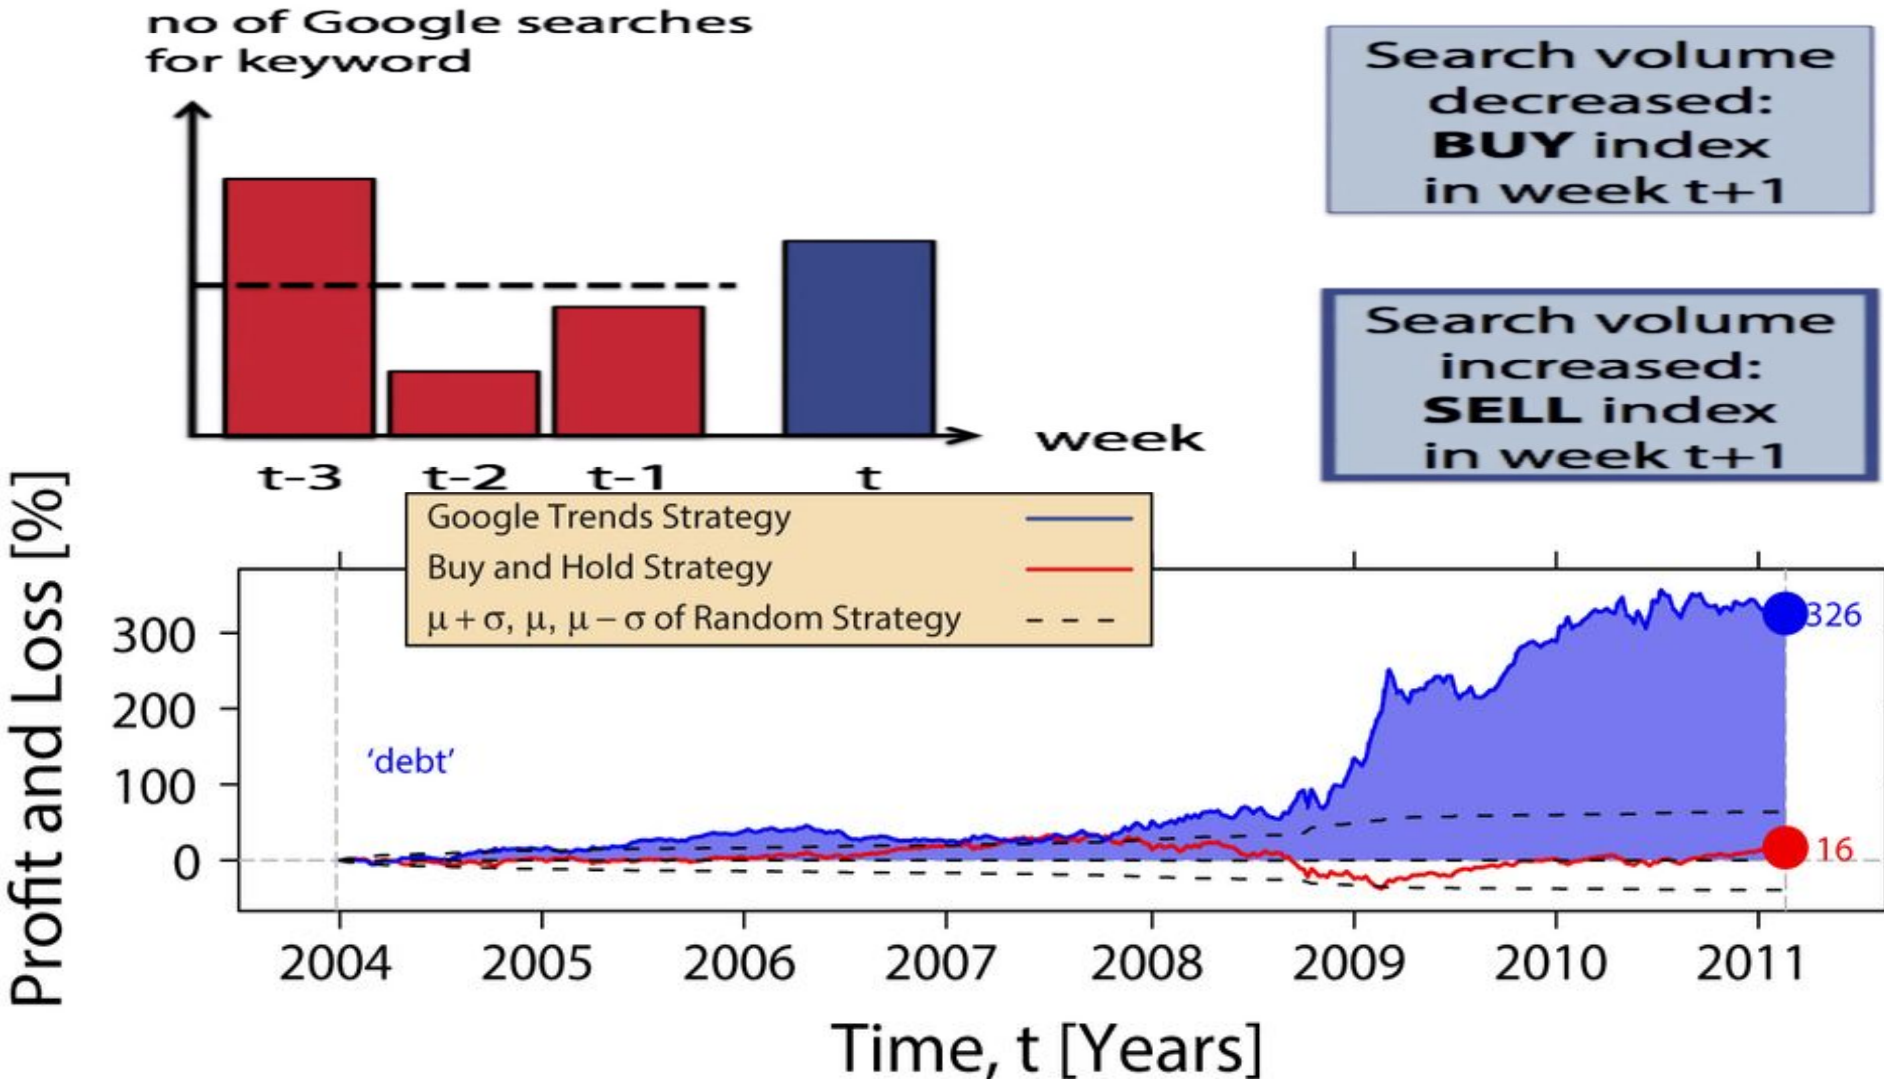 no of Google searches
for keyword
Search volume
decreased:
BUY index
in week t+1
Search volume
increased:
SELL index
in week t+1
week
t-3 t-2 t-1 t
Google Trends Strategy
Buy and Hold Strategy
μ + σ, μ, μ − σ of Random Strategy
Profit and Loss [%]
300
200
100
0
'debt'
326
16
2004 2005 2006 2007 2008 2009 2010 2011
Time, t [Years]